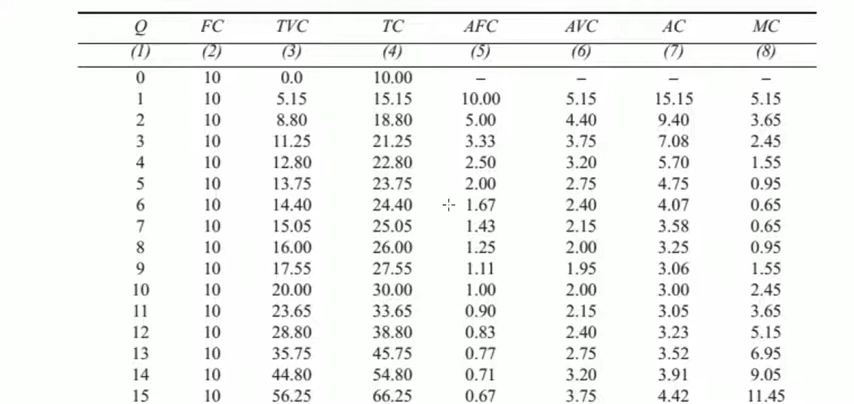 Q FC TVC TC AFC AVC AC MC
(1) (2) (3) (4) (5) (6) (7) (8)
0 10 0.0 10.00 – – – –
1 10 5.15 15.15 10.00 5.15 15.15 5.15
2 10 8.80 18.80 5.00 4.40 9.40 3.65
3 10 11.25 21.25 3.33 3.75 7.08 2.45
4 10 12.80 22.80 2.50 3.20 5.70 1.55
5 10 13.75 23.75 2.00 2.75 4.75 0.95
6 10 14.40 24.40 1.67 2.40 4.07 0.65
7 10 15.05 25.05 1.43 2.15 3.58 0.65
8 10 16.00 26.00 1.25 2.00 3.25 0.95
9 10 17.55 27.55 1.11 1.95 3.06 1.55
10 10 20.00 30.00 1.00 2.00 3.00 2.45
11 10 23.65 33.65 0.90 2.15 3.05 3.65
12 10 28.80 38.80 0.83 2.40 3.23 5.15
13 10 35.75 45.75 0.77 2.75 3.52 6.95
14 10 44.80 54.80 0.71 3.20 3.91 9.05
15 10 56.25 66.25 0.67 3.75 4.42 11.45